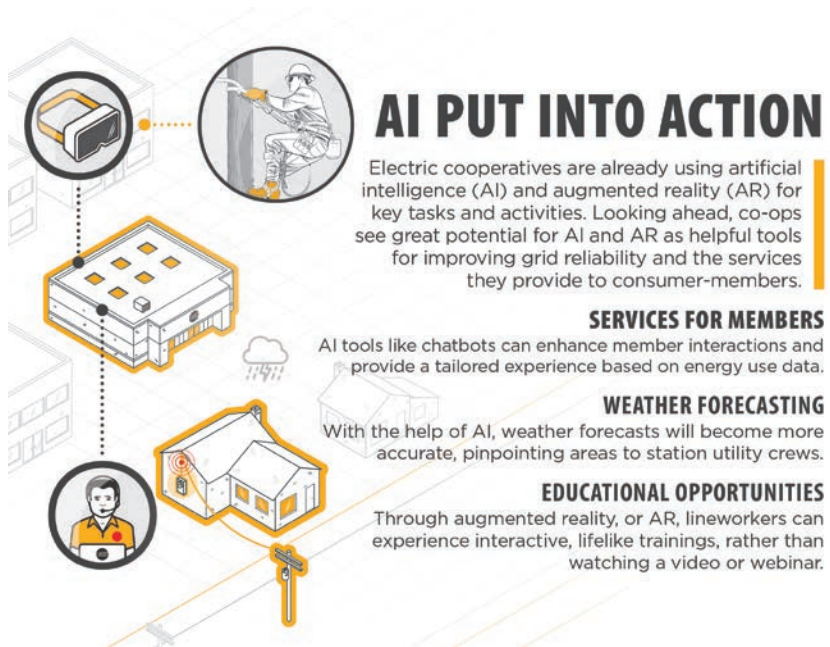 AI PUT INTO ACTION
Electric cooperatives are already using artificial
intelligence (AI) and augmented reality (AR) for
key tasks and activities. Looking ahead, co-ops
see great potential for AI and AR as helpful tools
for improving grid reliability and the services
they provide to consumer-members.
SERVICES FOR MEMBERS
AI tools like chatbots can enhance member interactions and
provide a tailored experience based on energy use data.
WEATHER FORECASTING
With the help of AI, weather forecasts will become more
accurate, pinpointing areas to station utility crews.
EDUCATIONAL OPPORTUNITIES
Through augmented reality, or AR, lineworkers can
experience interactive, lifelike trainings, rather than
watching a video or webinar.